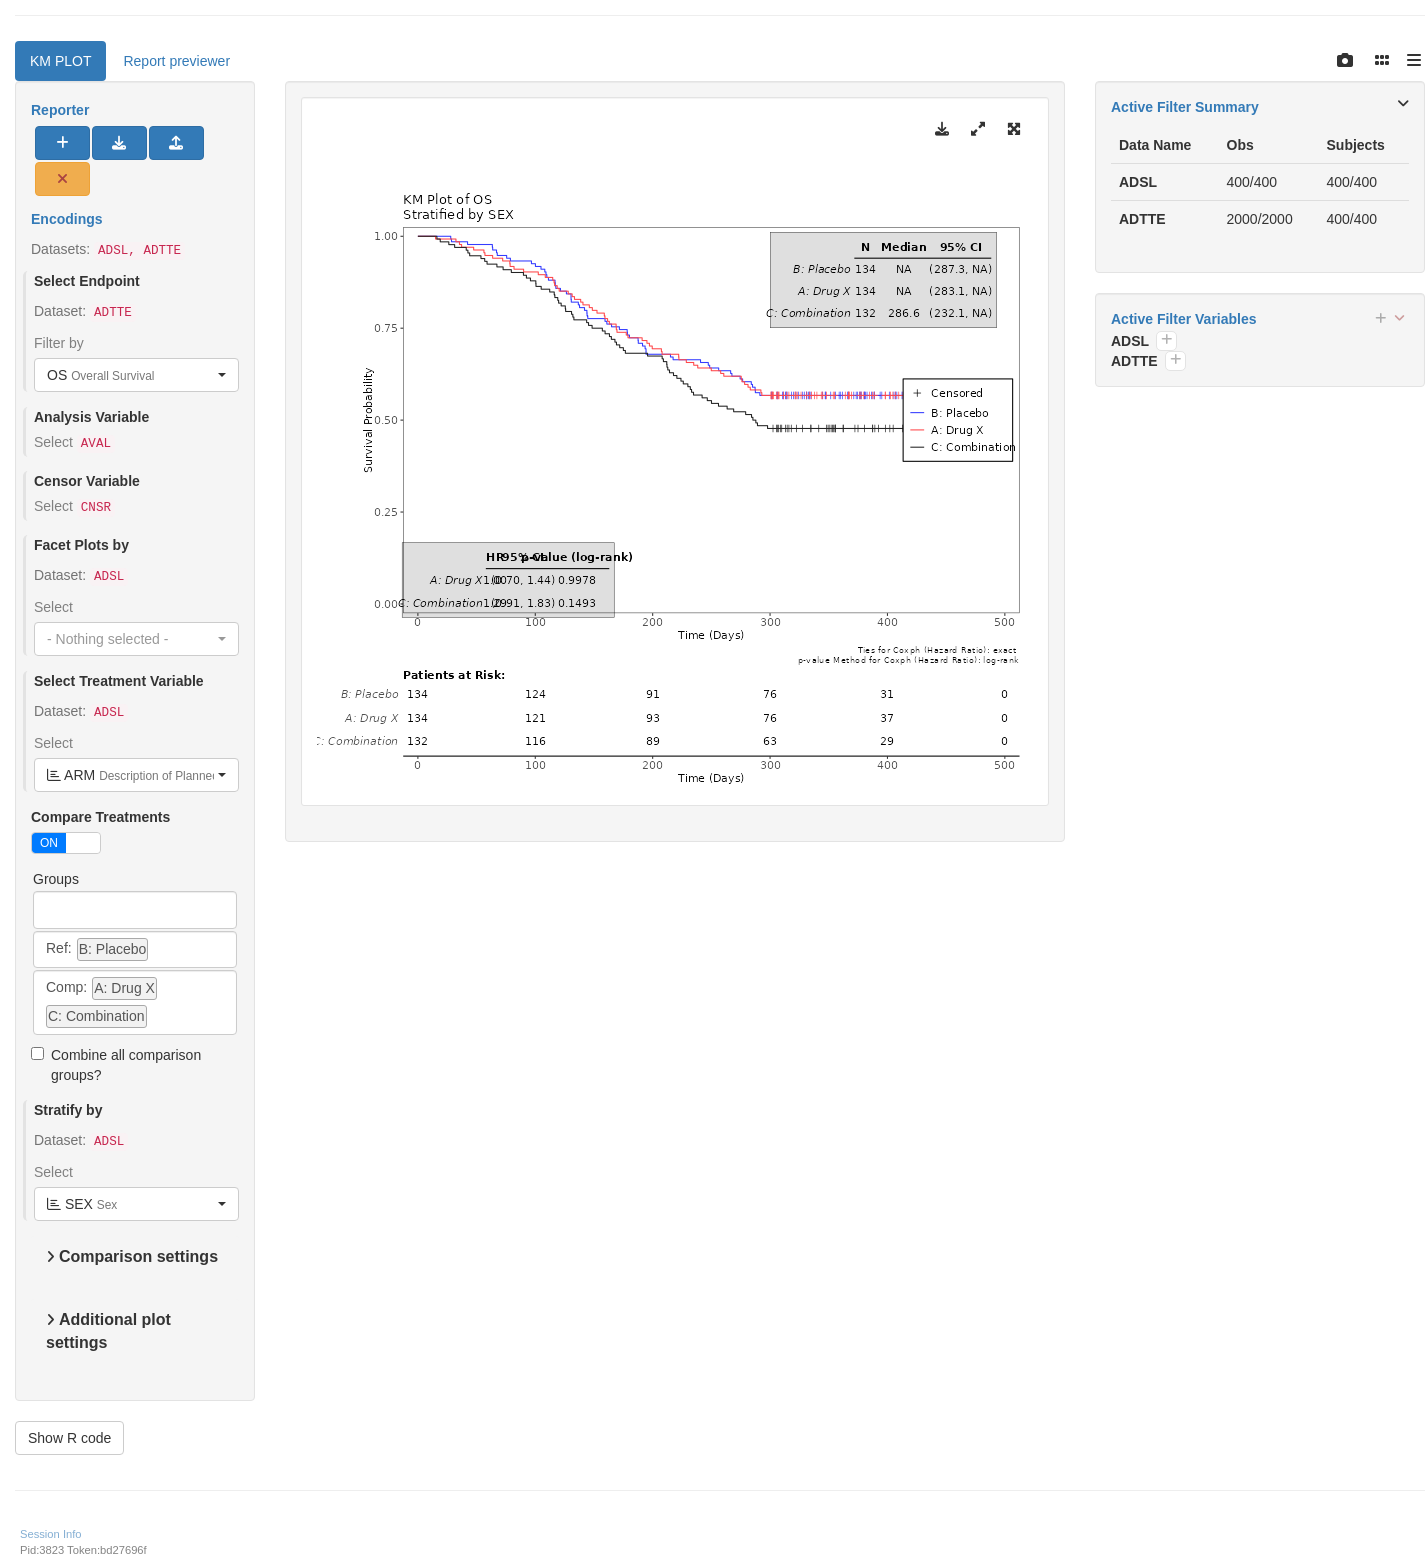 KM PLOT
Report previewer
Reporter
Encodings
Datasets: ADSL, ADTTE
Select Endpoint
Dataset: ADTTE
Filter by
OS Overall Survival
Analysis Variable
Select AVAL
Censor Variable
Select CNSR
Facet Plots by
Dataset: ADSL
Select
- Nothing selected -
Select Treatment Variable
Dataset: ADSL
Select
ARM Description of Planned
Compare Treatments
ON
Groups
Ref: B: Placebo
Comp: A: Drug X
C: Combination
Combine all comparison
groups?
Stratify by
Dataset: ADSL
Select
SEX Sex
Comparison settings
Additional plot
settings
Show R code
KM Plot of OS
Stratified by SEX
Survival Probability
1.00
0.75
0.50
0.25
0.00
N Median 95% CI
B: Placebo 134 NA (287.3, NA)
A: Drug X 134 NA (283.1, NA)
C: Combination 132 286.6 (232.1, NA)
Censored
B: Placebo
A: Drug X
C: Combination
HR 95% CI p-value (log-rank)
A: Drug X 1.00 (0.70, 1.44) 0.9978
C: Combination 1.29 (0.91, 1.83) 0.1493
0 100 200 300 400 500
Time (Days)
Ties for Coxph (Hazard Ratio): exact
p-value Method for Coxph (Hazard Ratio): log-rank
Patients at Risk:
B: Placebo 134 124 91 76 31 0
A: Drug X 134 121 93 76 37 0
C: Combination 132 116 89 63 29 0
0 100 200 300 400 500
Time (Days)
Active Filter Summary
Data Name Obs Subjects
ADSL 400/400 400/400
ADTTE 2000/2000 400/400
Active Filter Variables
ADSL
ADTTE
Session Info
Pid:3823 Token:bd27696f